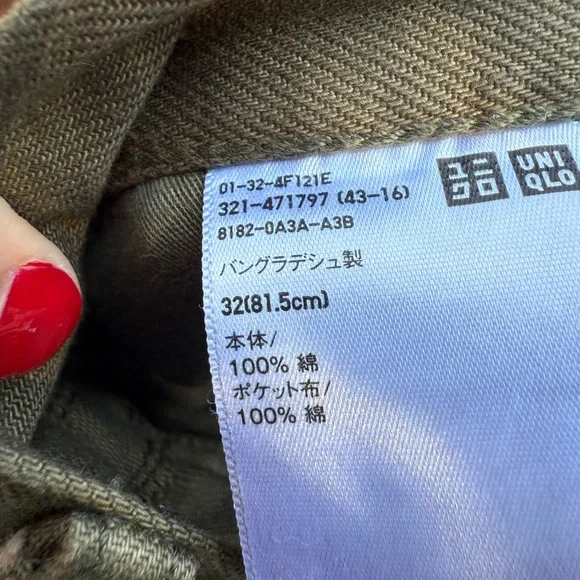 01-32-4F121E
321-471797 (43-16)
8182-0A3A-A3B
バングラデシュ製
32(81.5cm)
本体/
100% 綿
ポケット布/
100% 綿
ユニ
クロ
UNI
QLO